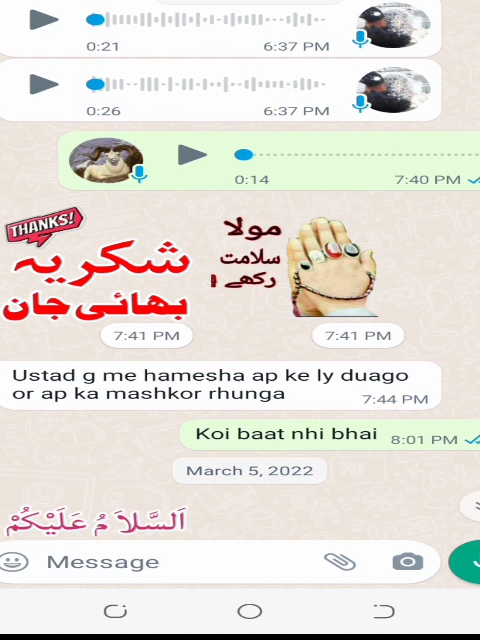 0:21 6:37 PM
0:26 6:37 PM
0:14 7:40 PM
THANKS!
شکریہ
بھائی جان
مولا
سلامت
رکھے !
7:41 PM 7:41 PM
Ustad g me hamesha ap ke ly duago
or ap ka mashkor rhunga 7:44 PM
Koi baat nhi bhai 8:01 PM
March 5, 2022
اَلسَّلاَمُ عَلَيْكُمْ
Message